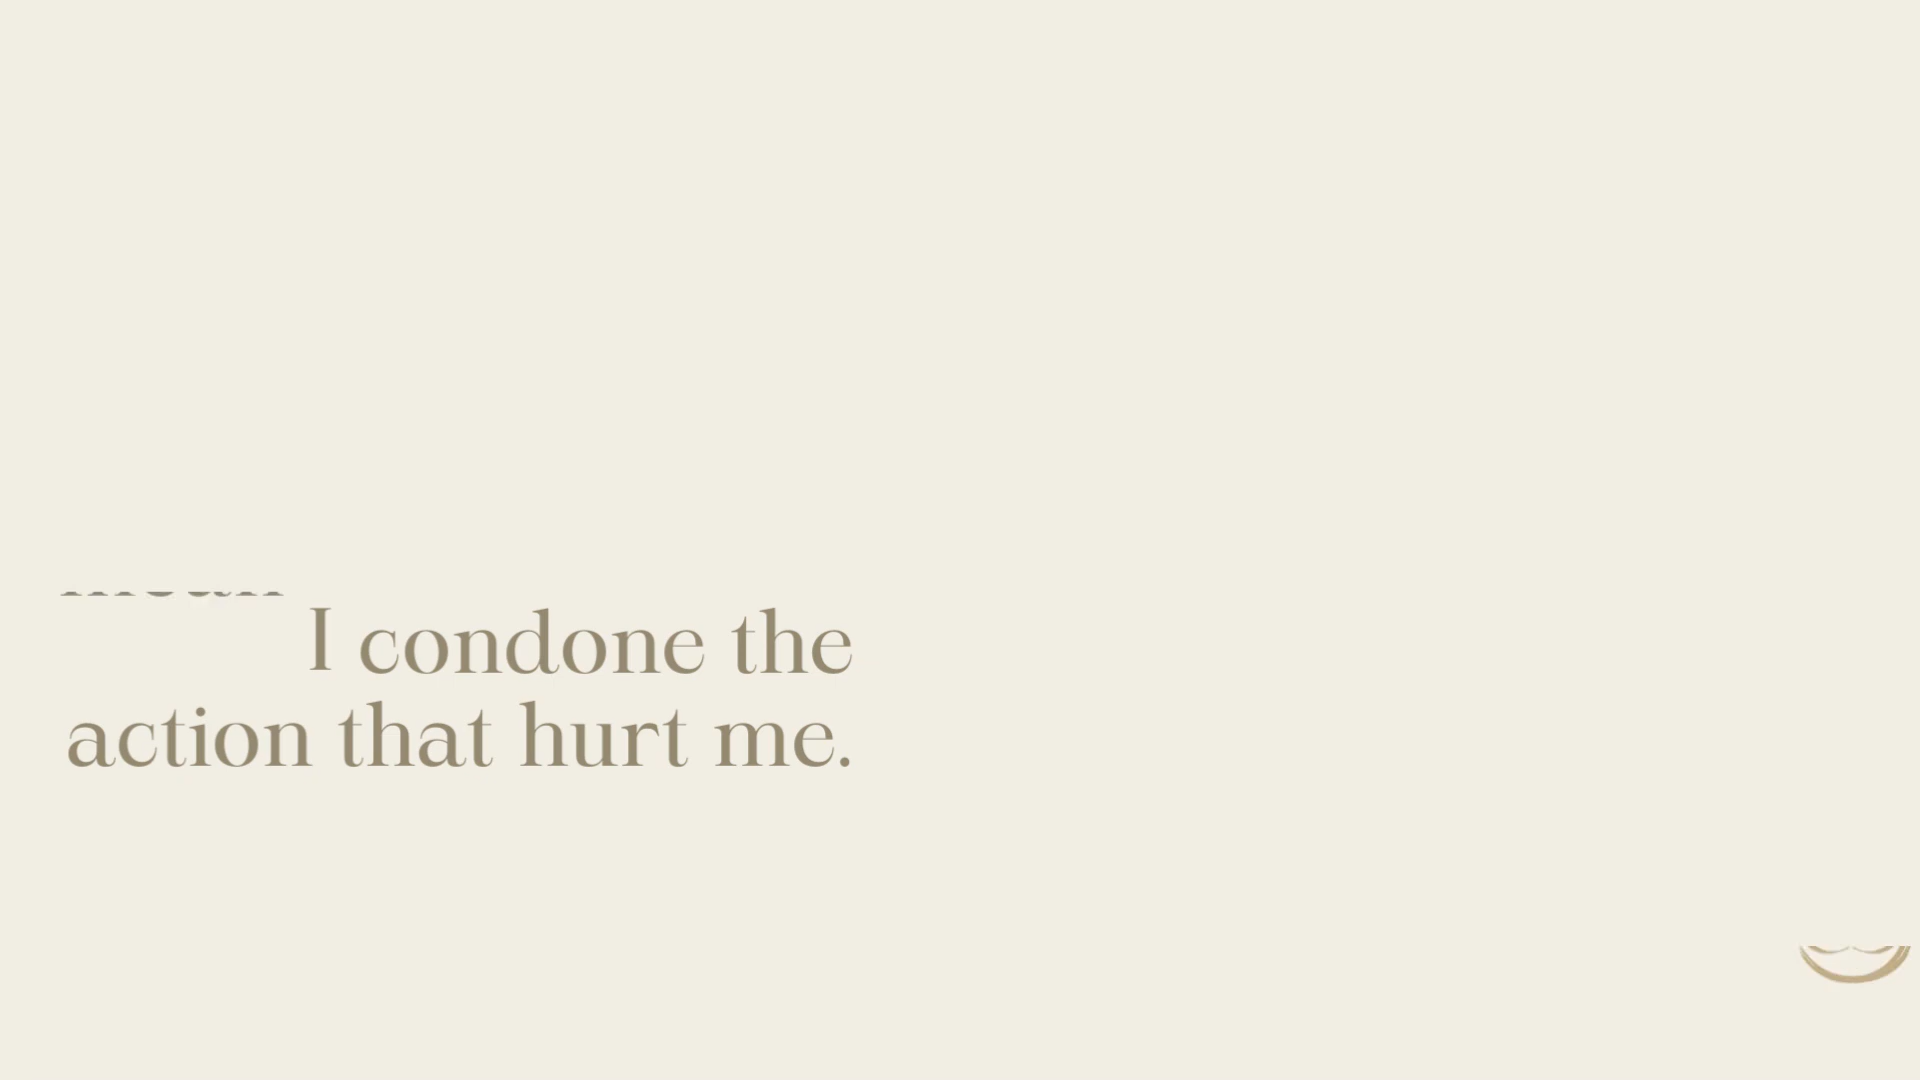 I condone the
action that hurt me.